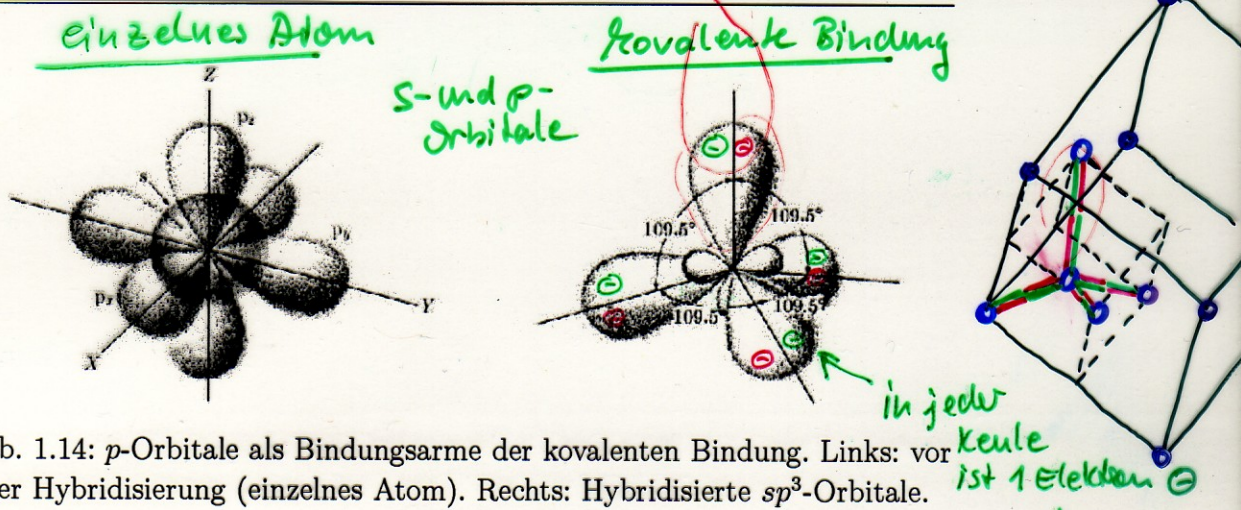 einzelnes Atom
kovalente Bindung
s- und p-
Orbitale
Z
pz
s
py
px
Y
X
109.5°
109.5°
109.5°
109.5°
⊖ ⊖
⊖
⊖
⊖
⊖
⊖
⊖
in jeder
Keule
ist 1 Elektron ⊖
b. 1.14: p-Orbitale als Bindungsarme der kovalenten Bindung. Links: vor
er Hybridisierung (einzelnes Atom). Rechts: Hybridisierte sp³-Orbitale.